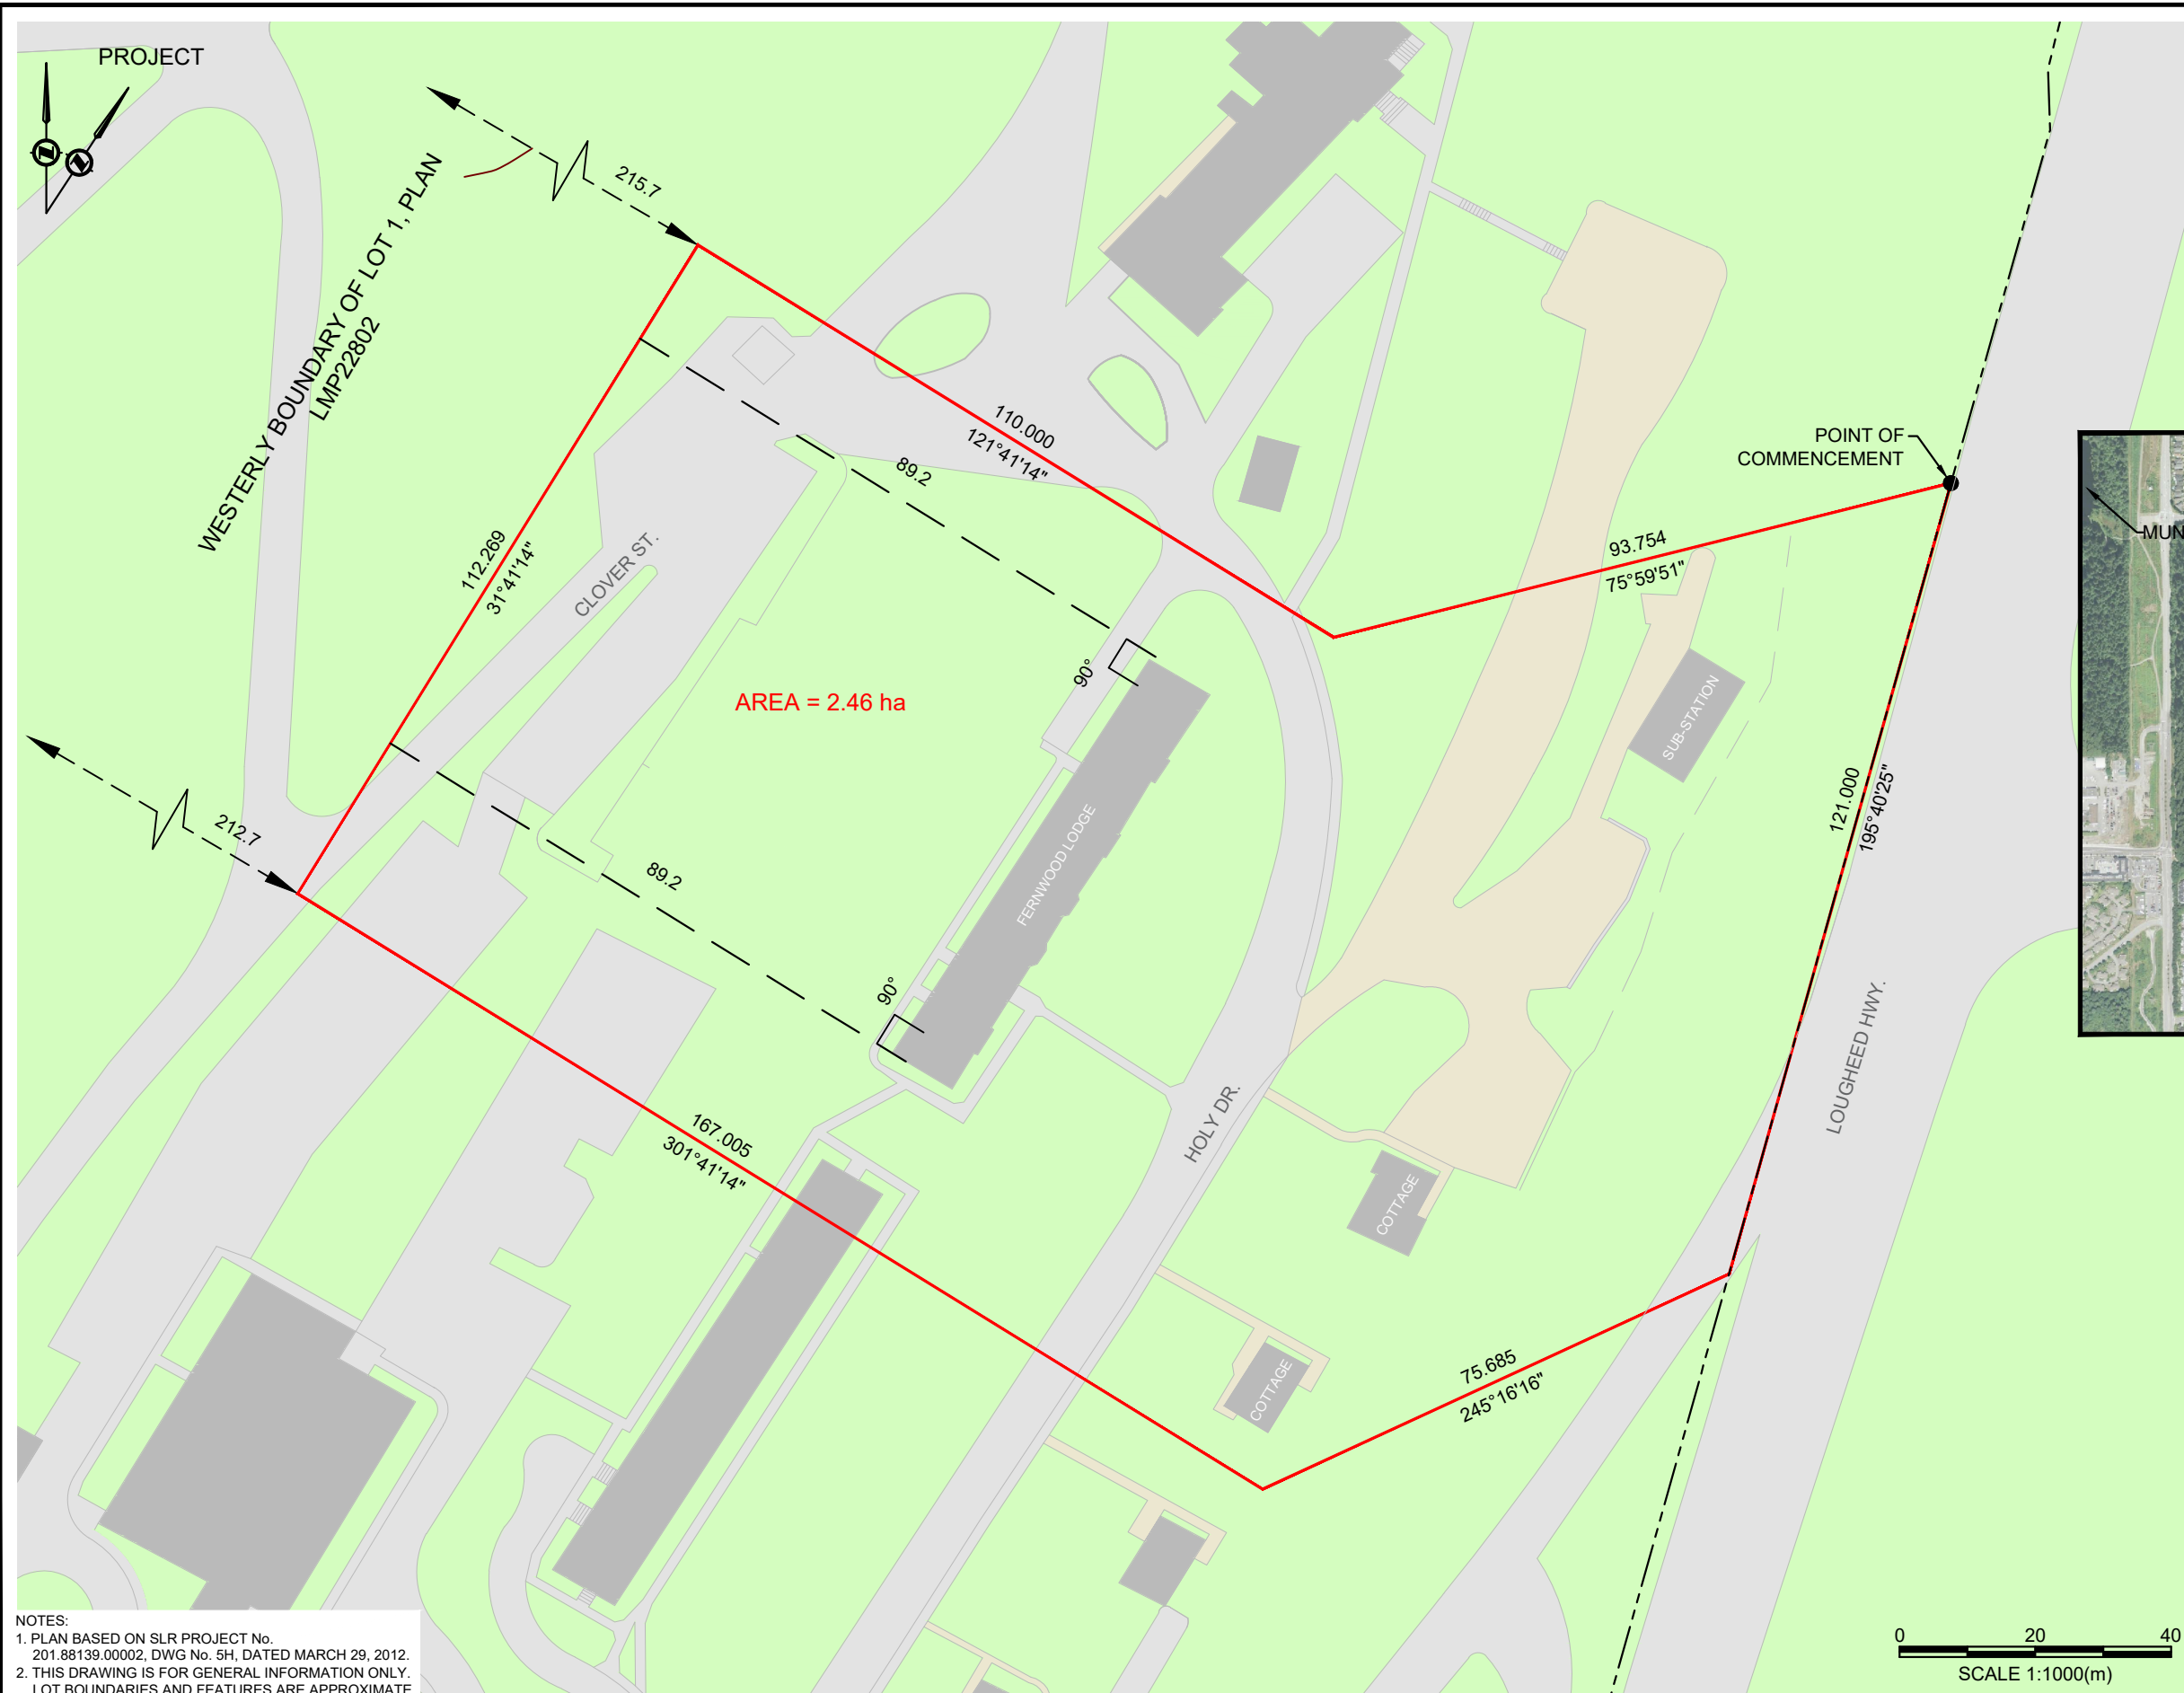 PROJECT
WESTERLY BOUNDARY OF LOT 1, PLAN
LMP22802
215.7
110.000
121°41'14"
89.2
POINT OF
COMMENCEMENT
93.754
75°59'51"
112.269
31°41'14"
CLOVER ST.
90°
AREA = 2.46 ha
SUB-STATION
121.000
195°40'25"
212.7
89.2
FERNWOOD LODGE
90°
LOUGHEED HWY.
167.005
301°41'14"
HOLY DR.
COTTAGE
COTTAGE
75.685
245°16'16"
MUN
NOTES:
1. PLAN BASED ON SLR PROJECT No.
201.88139.00002, DWG No. 5H, DATED MARCH 29, 2012.
2. THIS DRAWING IS FOR GENERAL INFORMATION ONLY.
LOT BOUNDARIES AND FEATURES ARE APPROXIMATE
0 20 40
SCALE 1:1000(m)